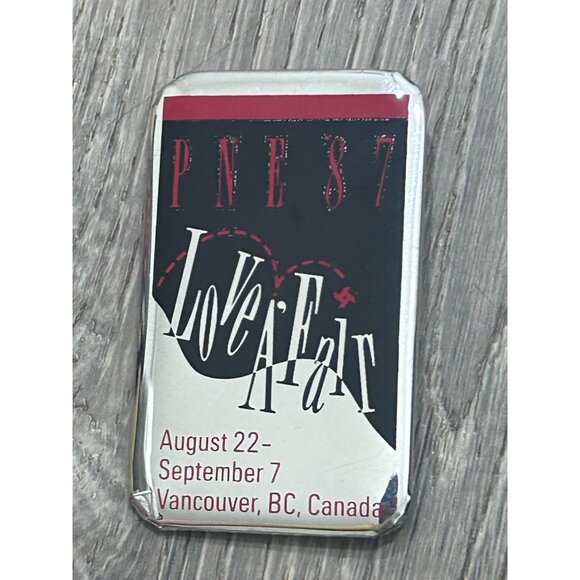 PNE '87
Love A'Fair
August 22–
September 7
Vancouver, BC, Canada